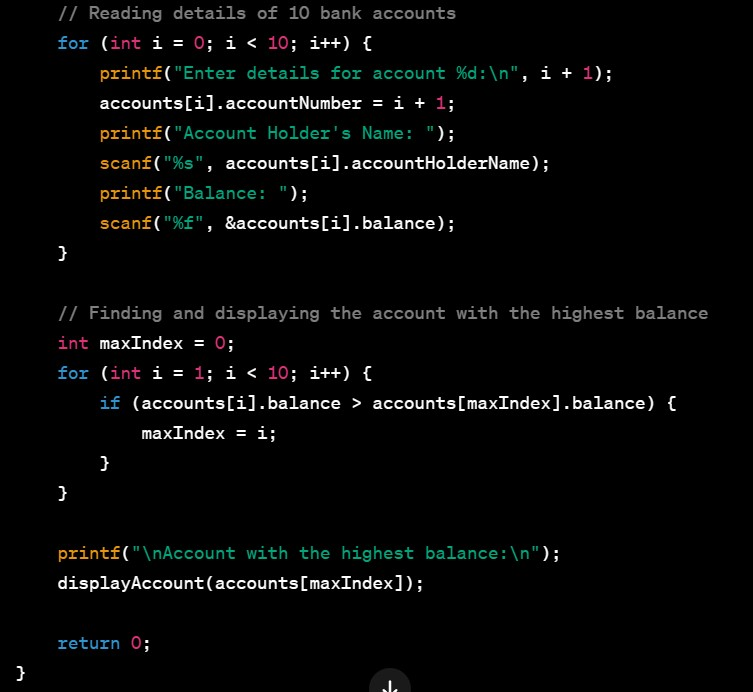 // Reading details of 10 bank accounts
    for (int i = 0; i < 10; i++) {
        printf("Enter details for account %d:\n", i + 1);
        accounts[i].accountNumber = i + 1;
        printf("Account Holder's Name: ");
        scanf("%s", accounts[i].accountHolderName);
        printf("Balance: ");
        scanf("%f", &accounts[i].balance);
    }

    // Finding and displaying the account with the highest balance
    int maxIndex = 0;
    for (int i = 1; i < 10; i++) {
        if (accounts[i].balance > accounts[maxIndex].balance) {
            maxIndex = i;
        }
    }

    printf("\nAccount with the highest balance:\n");
    displayAccount(accounts[maxIndex]);

    return 0;
}